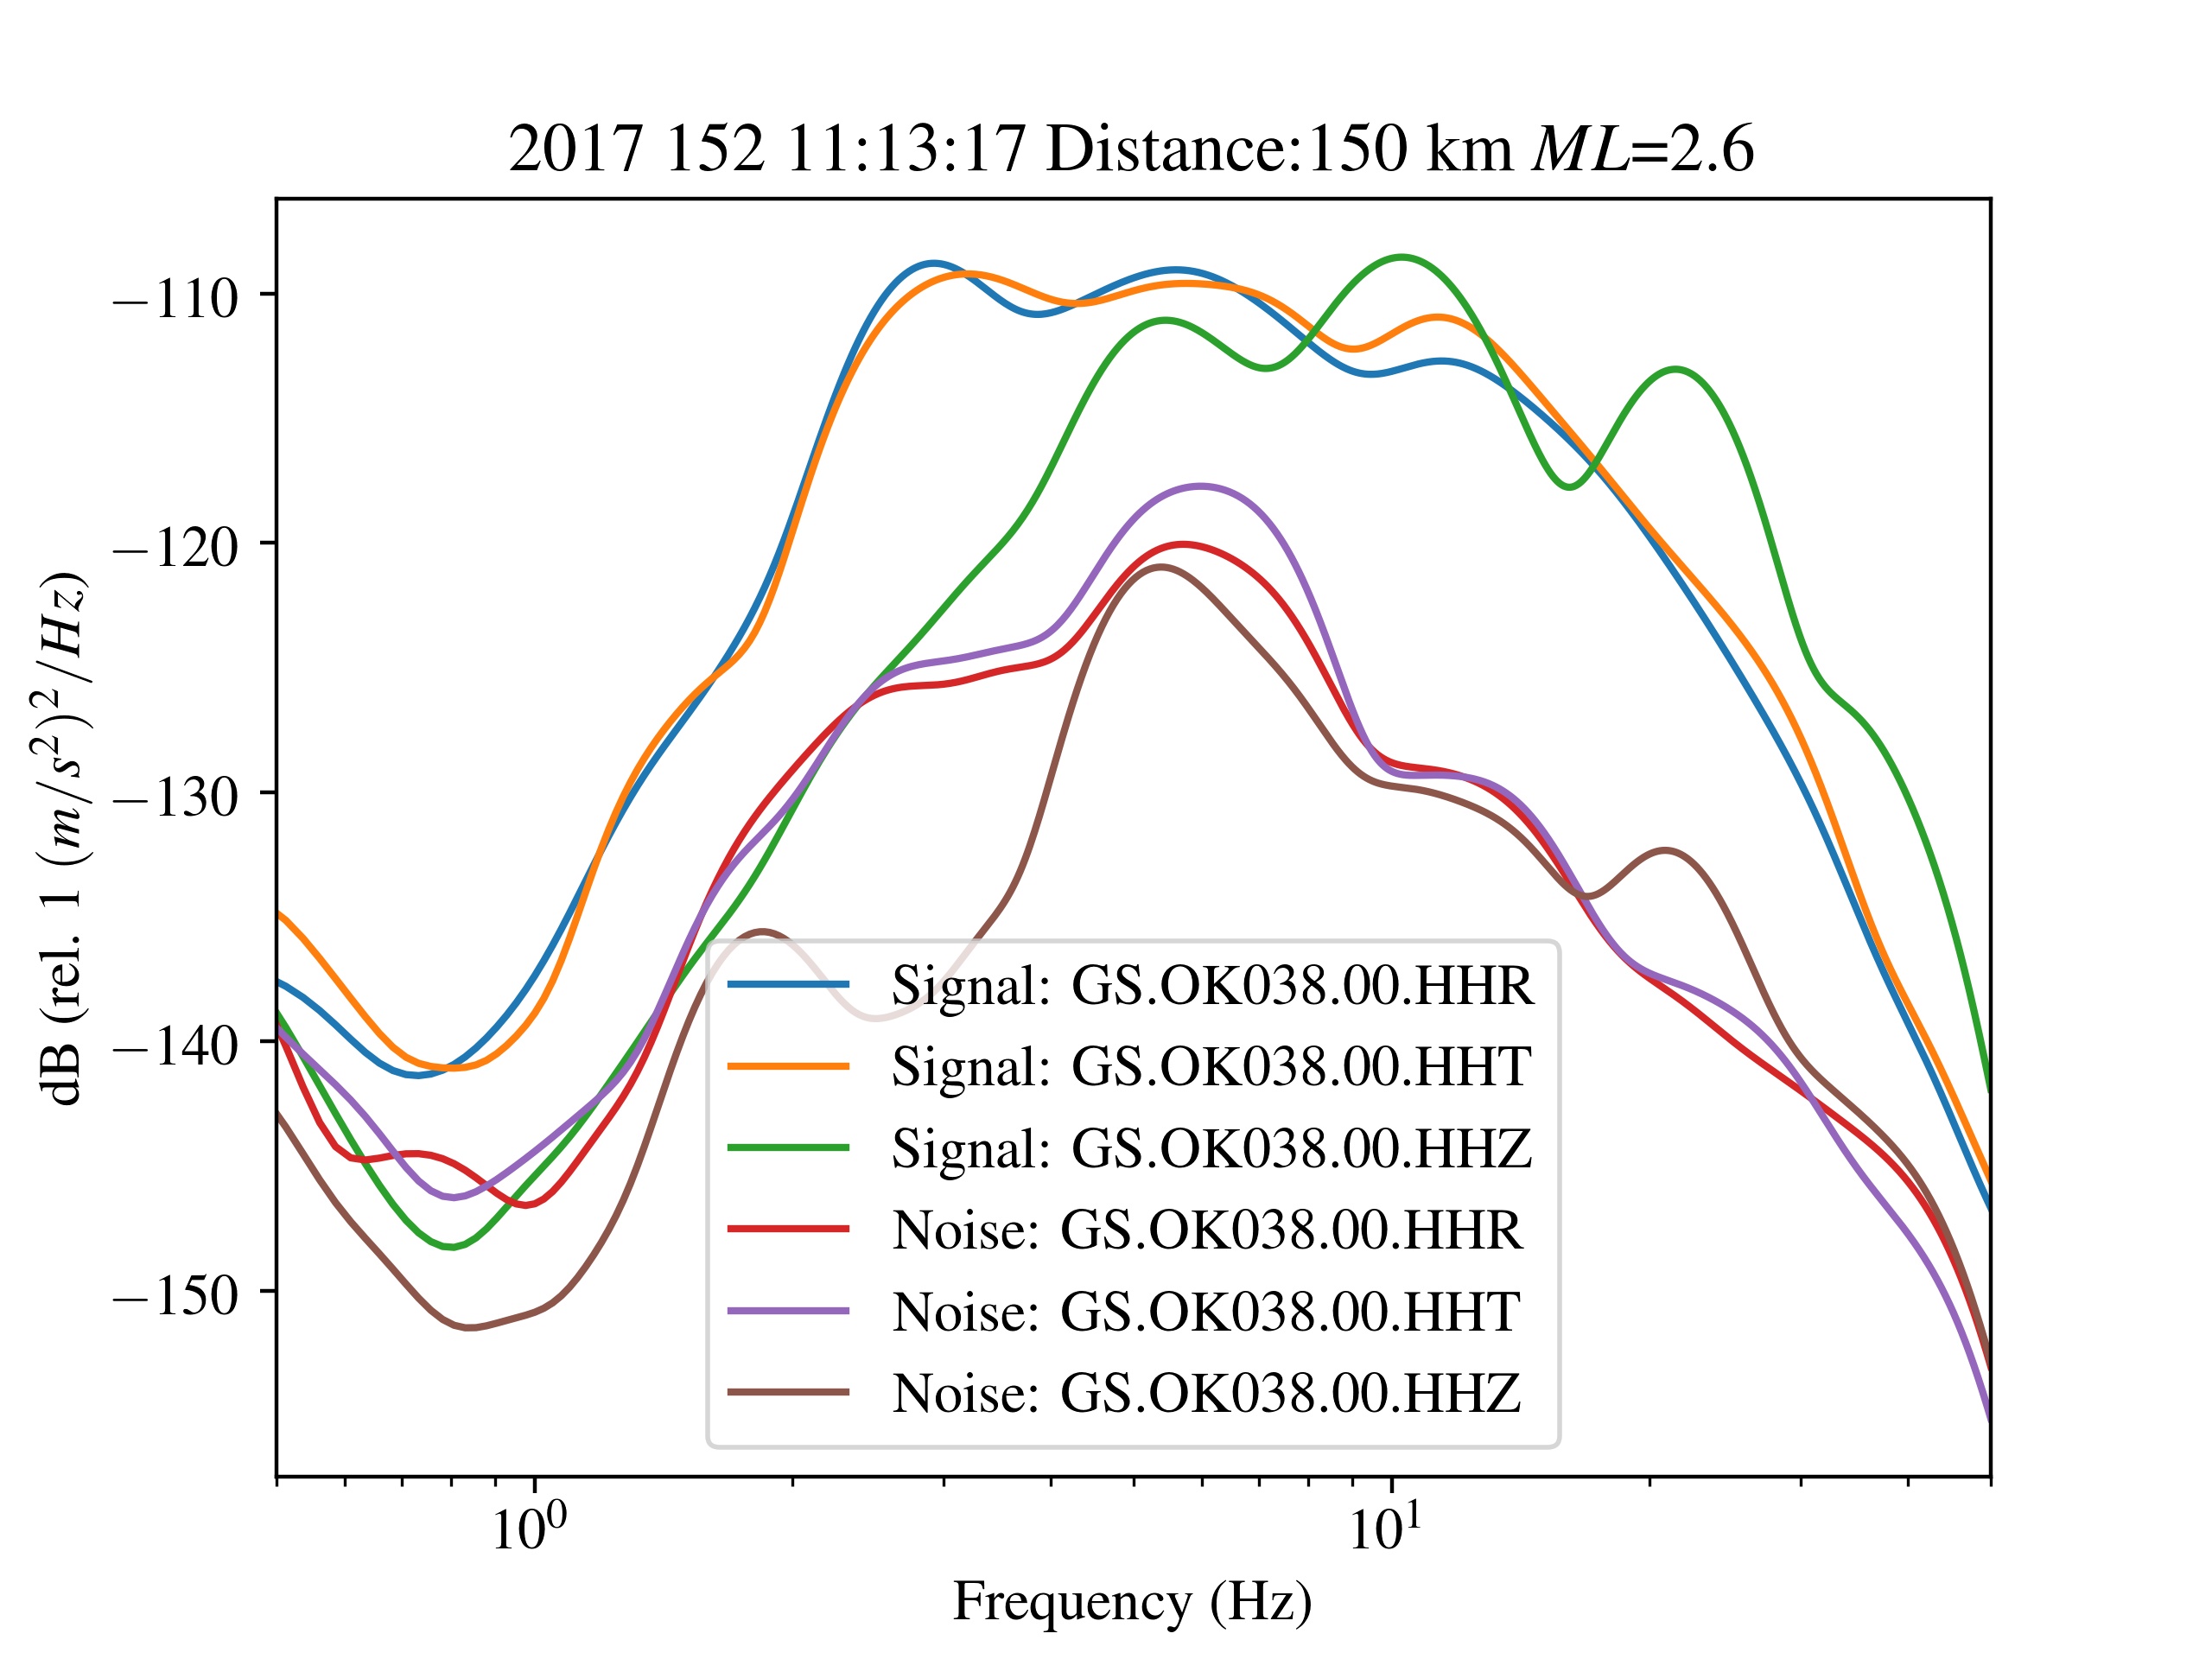 2017 152 11:13:17 Distance:150 km ML=2.6
dB (rel. 1 (m/s²)²/Hz)
−110
−120
−130
−140
−150
Signal: GS.OK038.00.HHR
Signal: GS.OK038.00.HHT
Signal: GS.OK038.00.HHZ
Noise: GS.OK038.00.HHR
Noise: GS.OK038.00.HHT
Noise: GS.OK038.00.HHZ
10⁰ 10¹
Frequency (Hz)